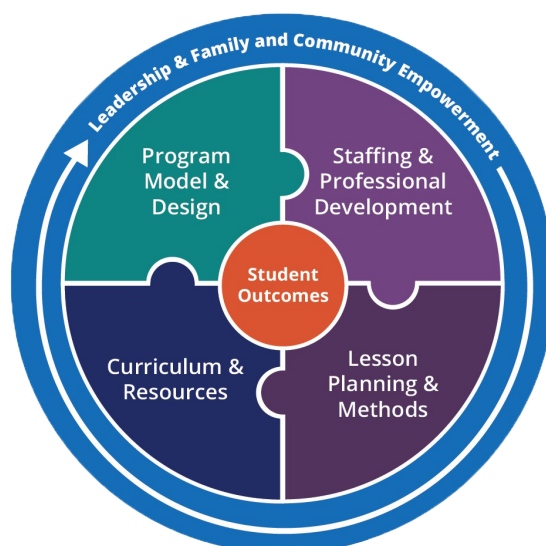 Leadership & Family and Community Empowerment
Program
Model &
Design
Staffing &
Professional
Development
Student
Outcomes
Curriculum &
Resources
Lesson
Planning &
Methods